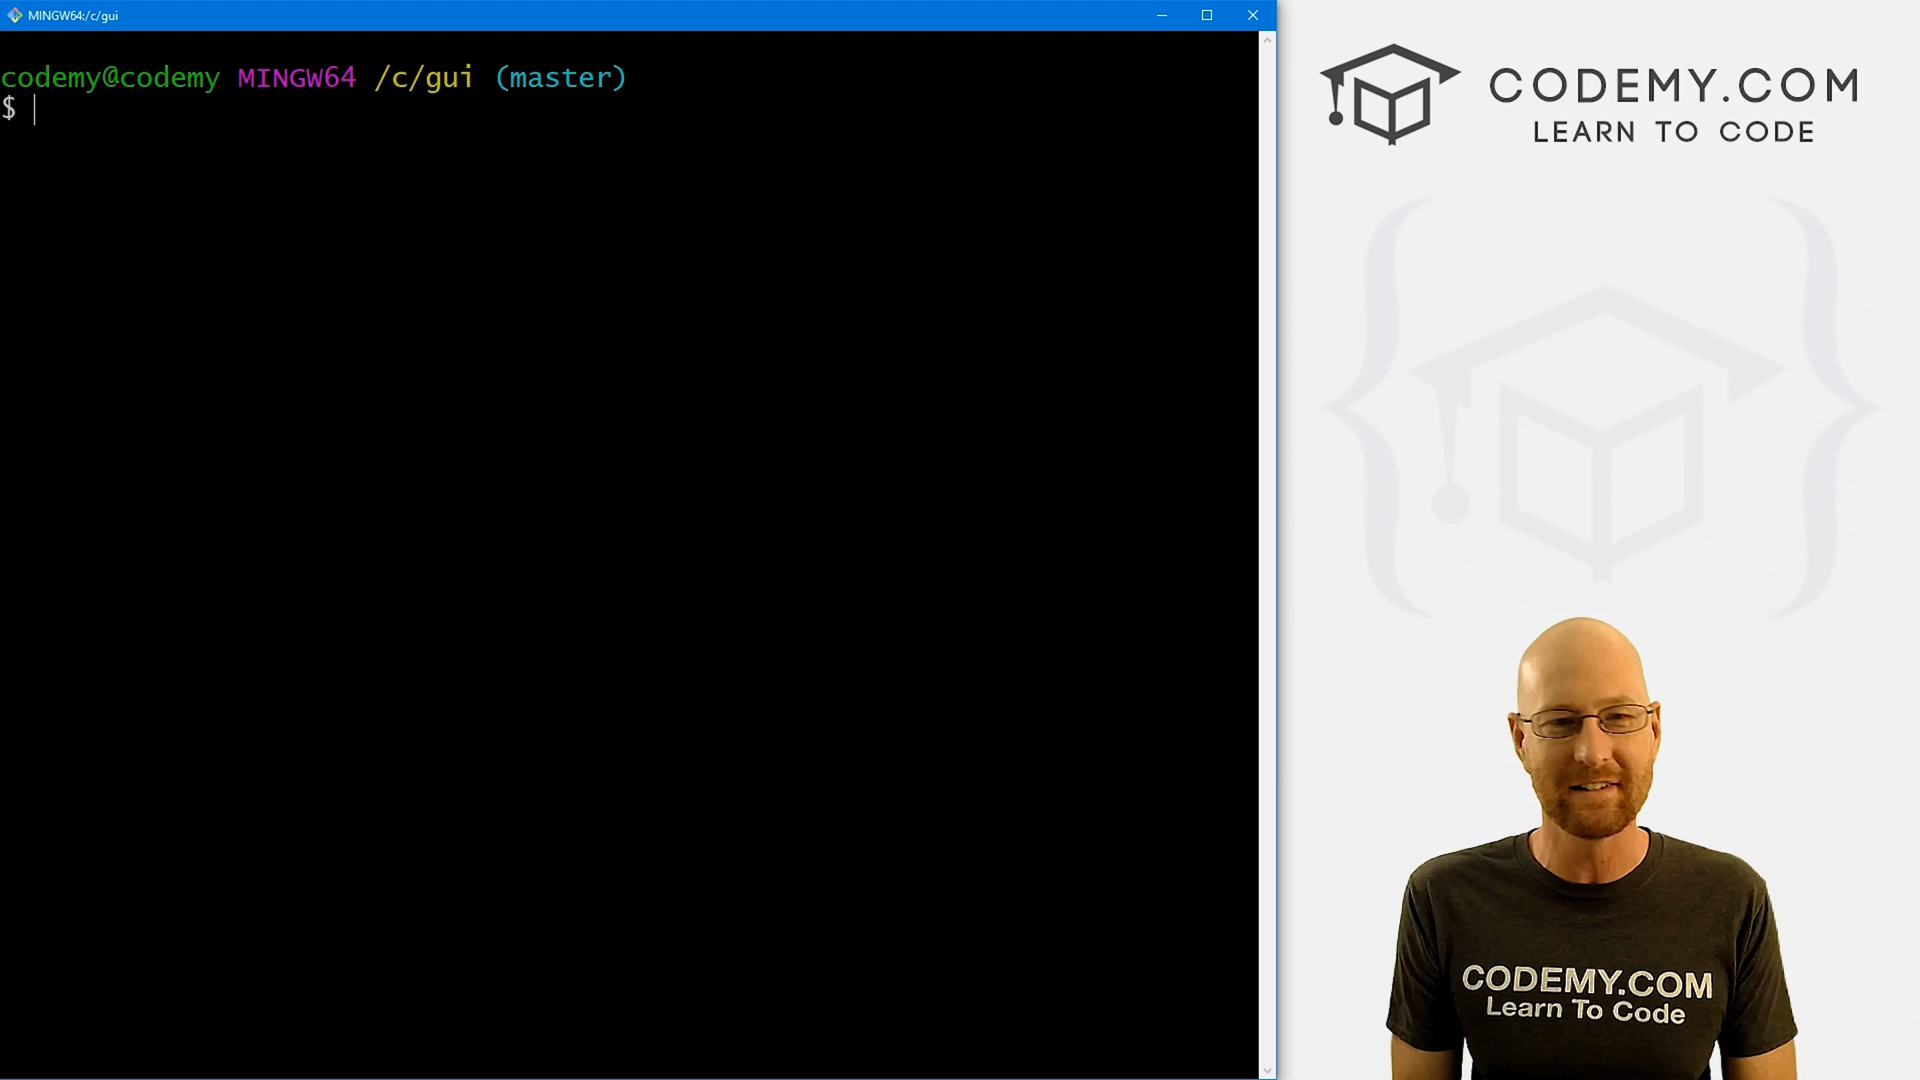 MINGW64:/c/gui
codemy@codemy MINGW64 /c/gui (master)
$
CODEMY.COM
LEARN TO CODE
CODEMY.COM
Learn To Code